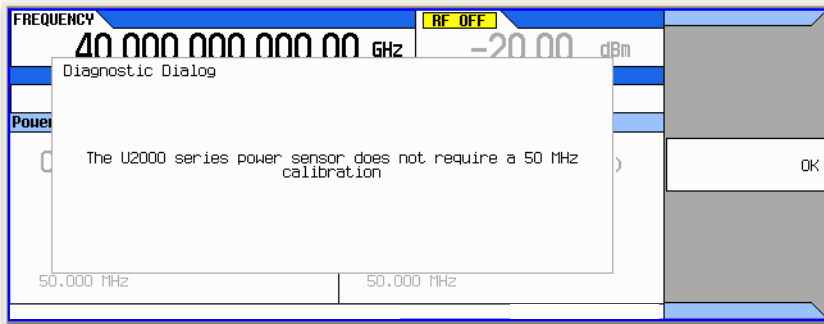 FREQUENCY
RF OFF
40.000 000 000 00 GHz
-20.00 dBm
Diagnostic Dialog
The U2000 series power sensor does not require a 50 MHz
calibration
OK
50.000 MHz
50.000 MHz